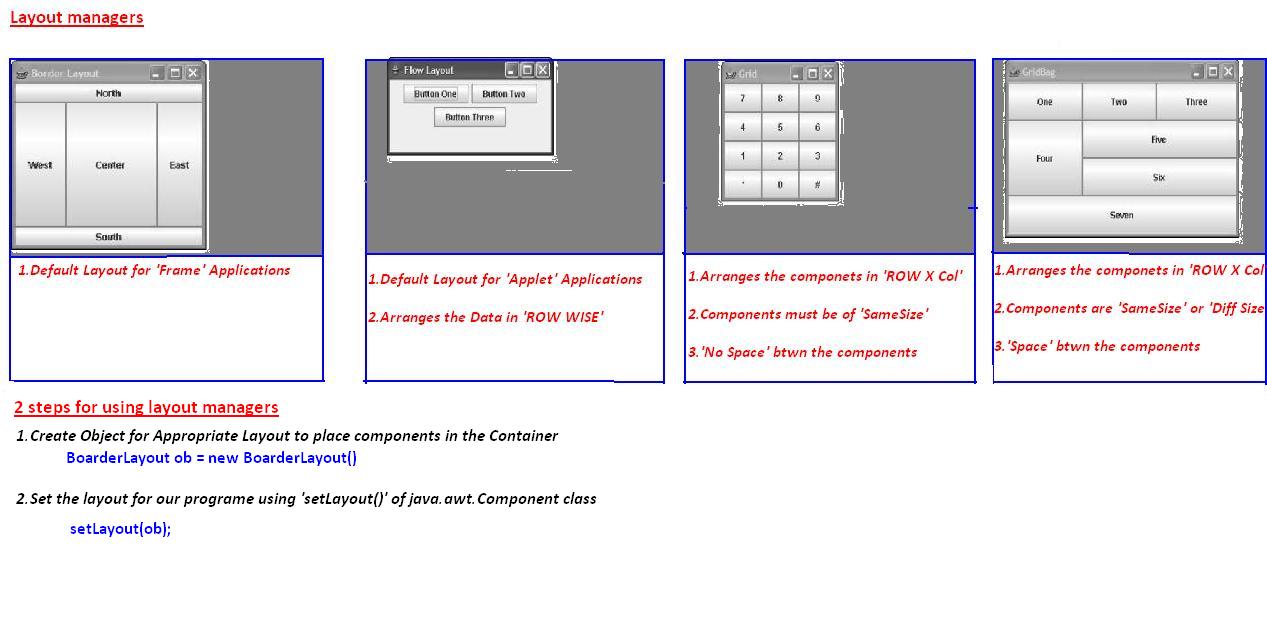 Layout managers
Border Layout
North
West
Center
East
South
1.Default Layout for 'Frame' Applications
Flow Layout
Button One
Button Two
Button Three
1.Default Layout for 'Applet' Applications
2.Arranges the Data in 'ROW WISE'
Grid
7 8 9
4 5 6
1 2 3
* 0 #
1.Arranges the componets in 'ROW X Col'
2.Components must be of 'SameSize'
3.'No Space' btwn the components
GridBag
One
Two
Three
Four
Five
Six
Seven
1.Arranges the componets in 'ROW X Col
2.Components are 'SameSize' or 'Diff Size
3.'Space' btwn the components
2 steps for using layout managers
1.Create Object for Appropriate Layout to place components in the Container
BoarderLayout ob = new BoarderLayout()
2.Set the layout for our programe using 'setLayout()' of java.awt.Component class
setLayout(ob);